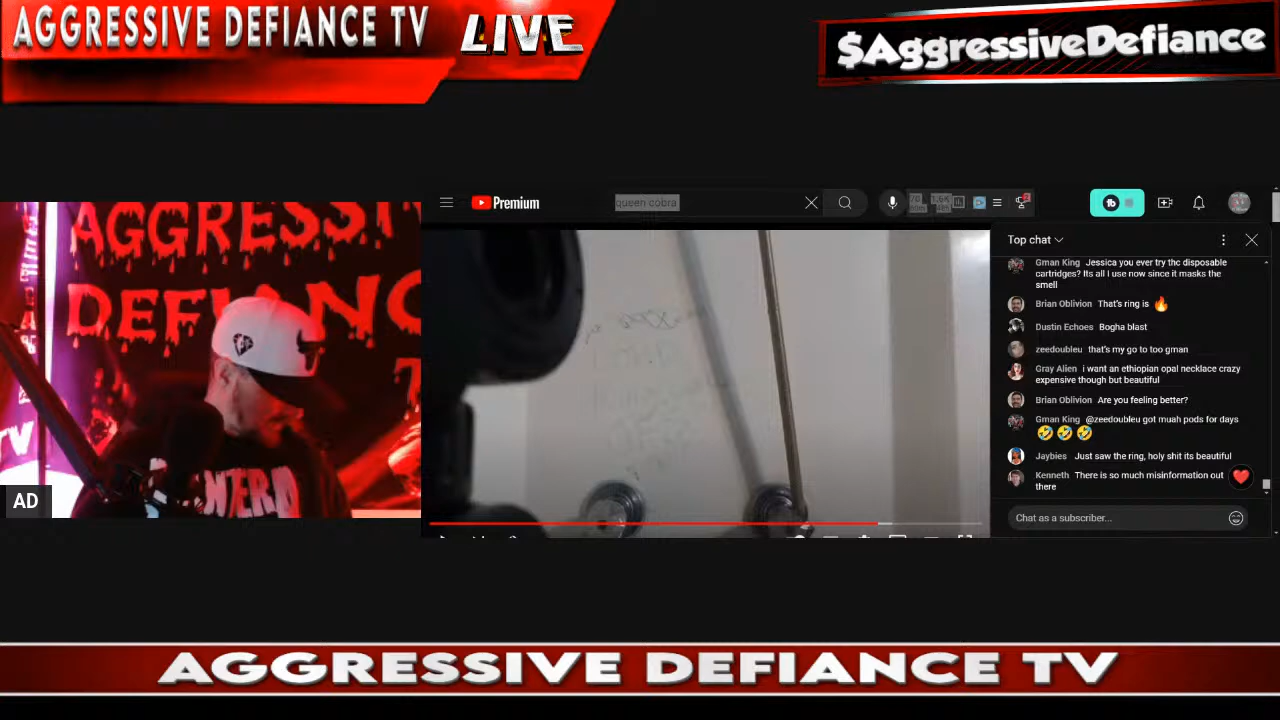 AGGRESSIVE DEFIANCE TV
LIVE
$AggressiveDefiance
AGGRESSI
DEFIANC
T
TV
AD
Premium
queen cobra
Top chat
Gman King Jessica you ever try thc disposable
cartridges? Its all I use now since it masks the
smell
Brian Oblivion That's ring is 🔥
Dustin Echoes Bogha blast
zeedoubleu that's my go to too gman
Gray Alien i want an ethiopian opal necklace crazy
expensive though but beautiful
Brian Oblivion Are you feeling better?
Gman King @zeedoubleu got muah pods for days
🤣🤣🤣
Jaybies Just saw the ring, holy shit its beautiful
Kenneth There is so much misinformation out
there
Chat as a subscriber...
AGGRESSIVE DEFIANCE TV